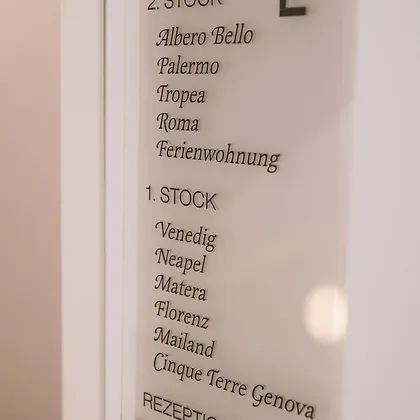 2. STOCK
Albero Bello
Palermo
Tropea
Roma
Ferienwohnung
1. STOCK
Venedig
Neapel
Matera
Florenz
Mailand
Cinque Terre Genova